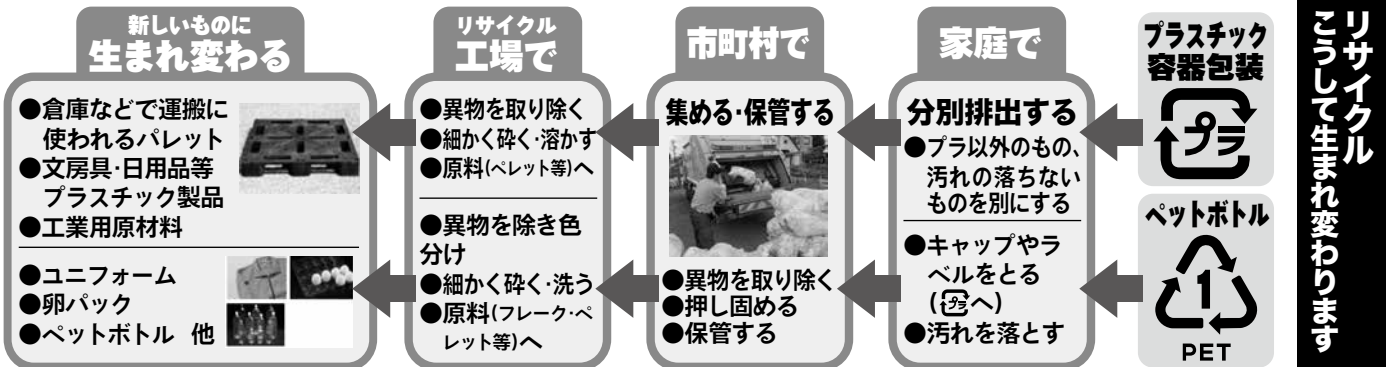 リサイクル
こうして生まれ変わります
プラスチック
容器包装
プラ
ペットボトル
1
PET
家庭で
分別排出する
●プラ以外のもの、
汚れの落ちない
ものを別にする
●キャップやラ
ベルをとる
(プラへ)
●汚れを落とす
市町村で
集める・保管する
●異物を取り除く
●押し固める
●保管する
リサイクル
工場で
●異物を取り除く
●細かく砕く・溶かす
●原料(ペレット等)へ
●異物を除き色
分け
●細かく砕く・洗う
●原料(フレーク・ペ
レット等)へ
新しいものに
生まれ変わる
●倉庫などで運搬に
使われるパレット
●文房具・日用品等
プラスチック製品
●工業用原材料
●ユニフォーム
●卵パック
●ペットボトル 他